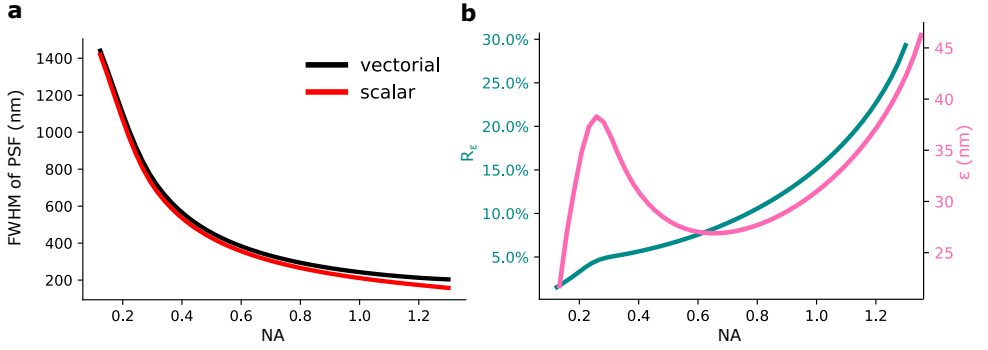 a
FWHM of PSF (nm)
1400
1200
1000
800
600
400
200
0.2 0.4 0.6 0.8 1.0 1.2
NA
vectorial
scalar
b
R_ε
30.0%
25.0%
20.0%
15.0%
10.0%
5.0%
0.2 0.4 0.6 0.8 1.0 1.2
NA
45
40
35
30
25
ε (nm)